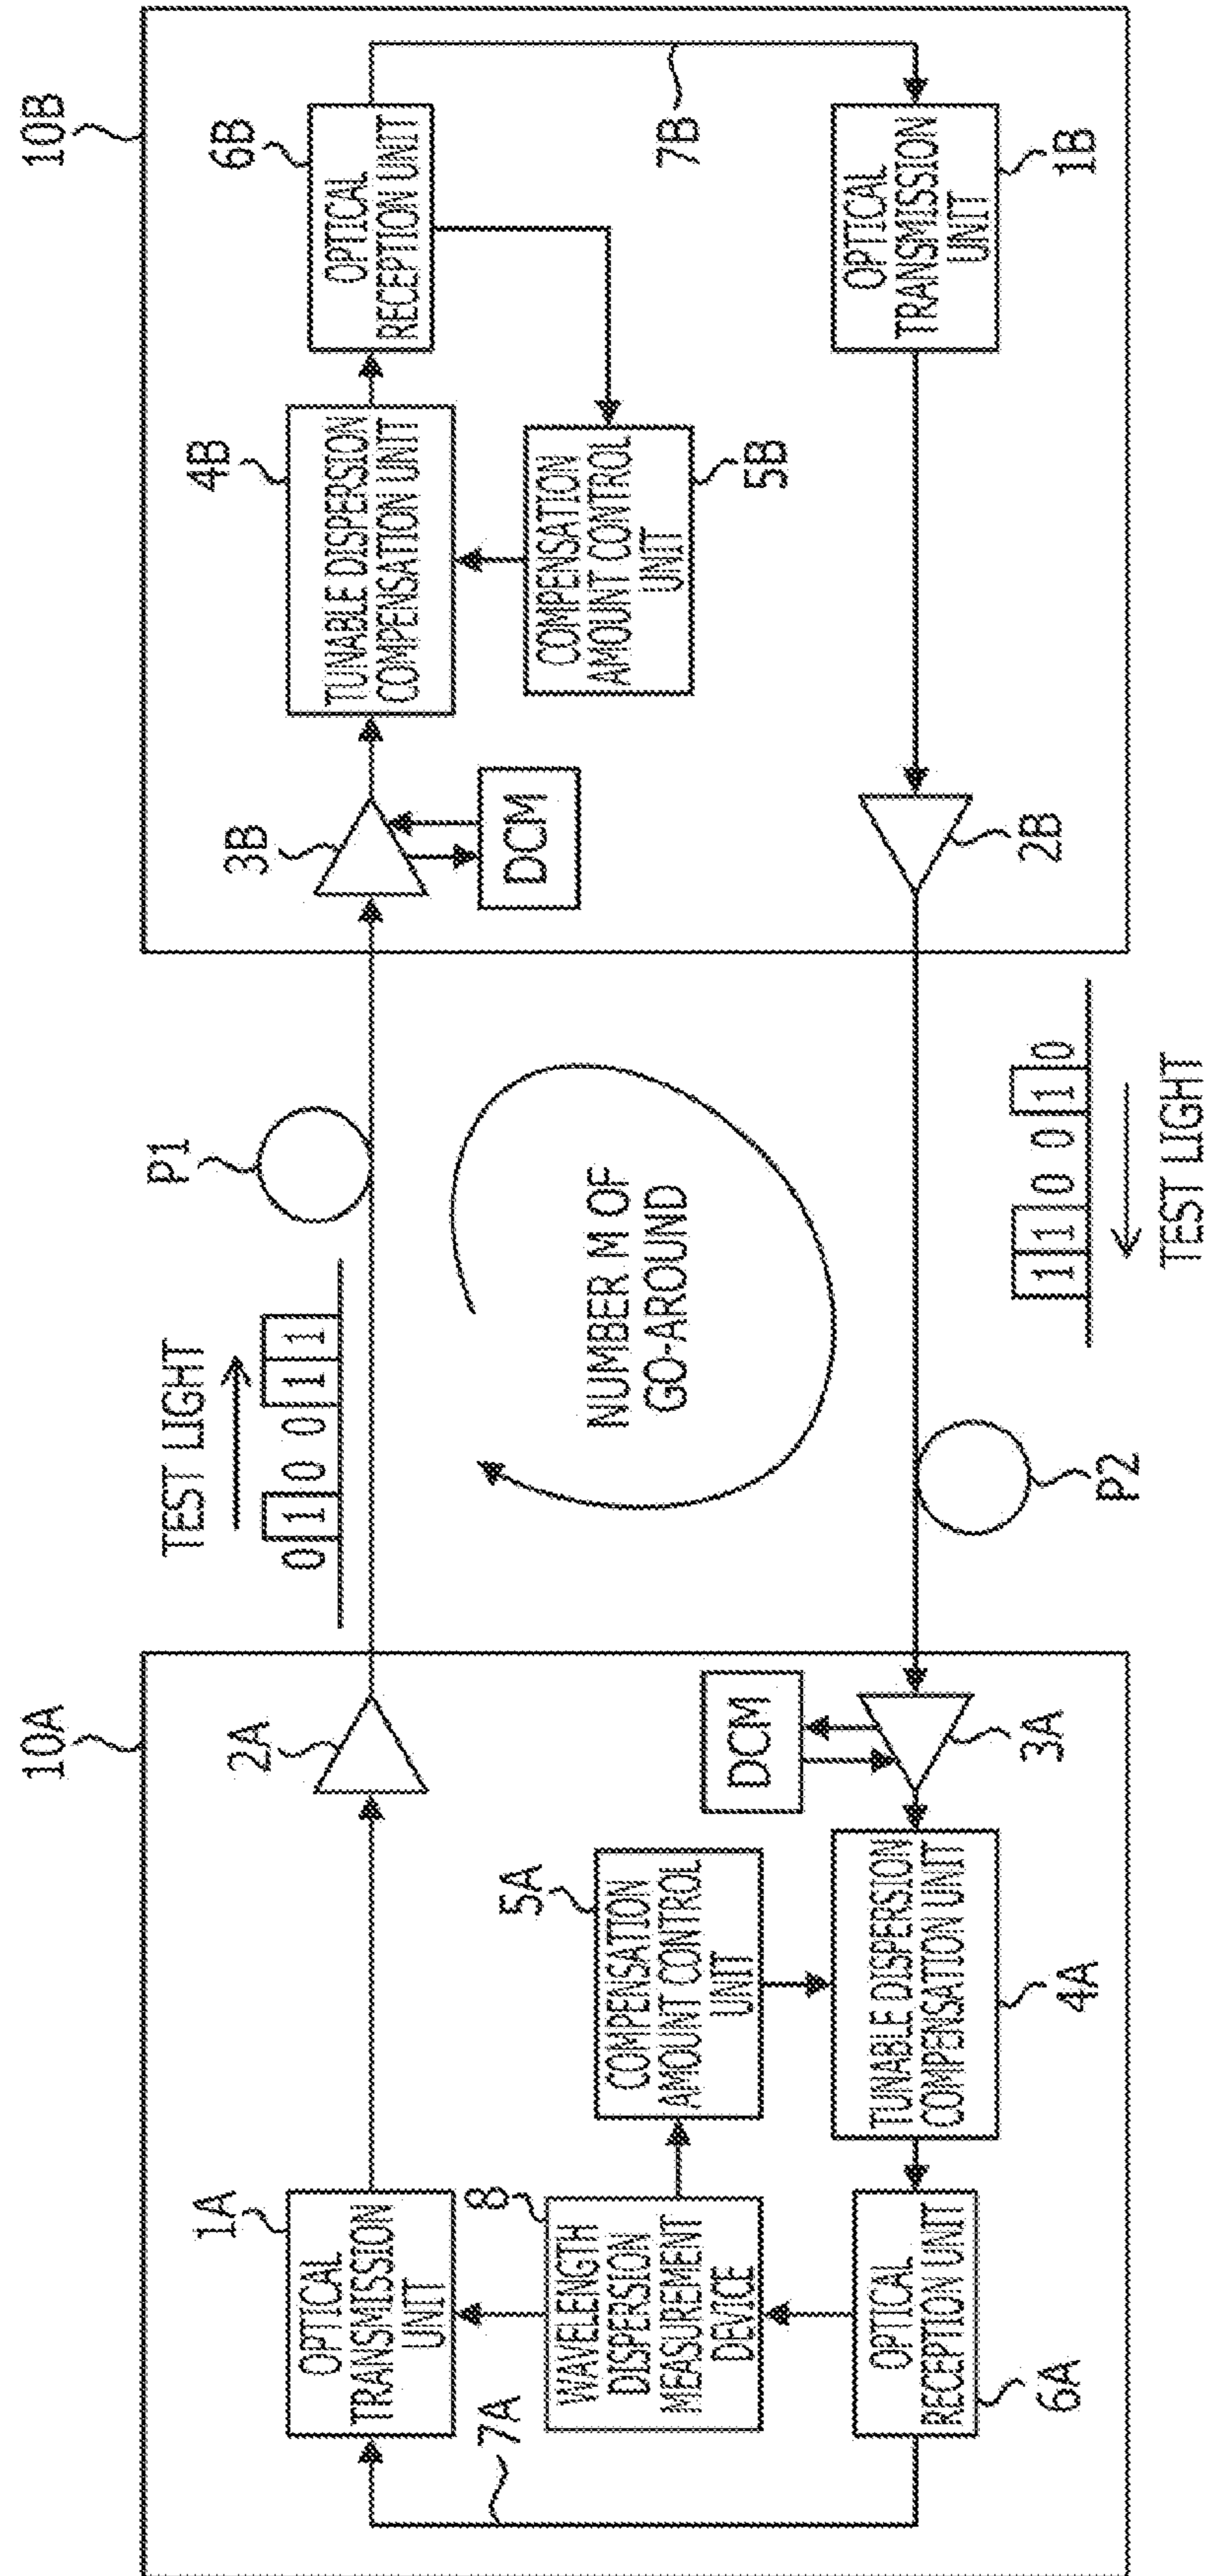 10A
1A
OPTICAL
TRANSMISSION
UNIT
2A
7A
8
WAVELENGTH
DISPERSION
MEASUREMENT
DEVICE
5A
COMPENSATION
AMOUNT CONTROL
UNIT
DCM
3A
OPTICAL
RECEPTION UNIT
6A
TUNABLE DISPERSION
COMPENSATION UNIT
4A
TEST LIGHT
0 1 0 0 1 1
P1
NUMBER M OF
GO-AROUND
P2
1 1 0 0 1 0
TEST LIGHT
10B
3B
DCM
4B
TUNABLE DISPERSION
COMPENSATION UNIT
6B
OPTICAL
RECEPTION UNIT
COMPENSATION
AMOUNT CONTROL
UNIT
5B
7B
2B
OPTICAL
TRANSMISSION
UNIT
1B